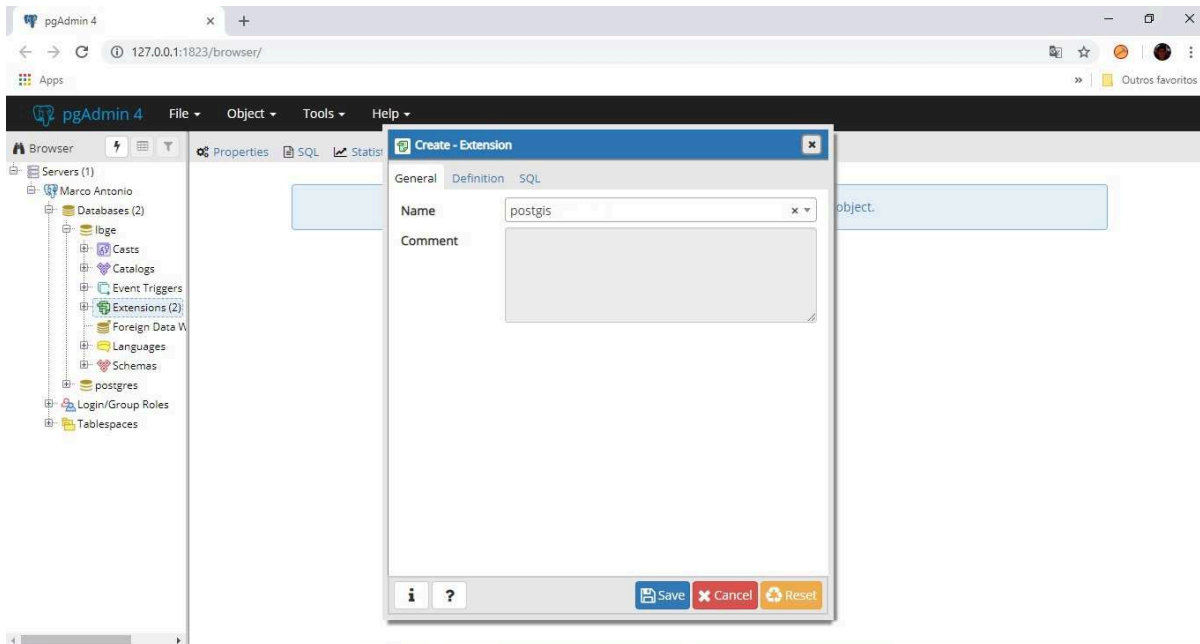 pgAdmin 4
127.0.0.1:1823/browser/
Apps
» Outros favoritos
pgAdmin 4 File Object Tools Help
Browser
Properties SQL Statis
Servers (1)
Marco Antonio
Databases (2)
Ibge
Casts
Catalogs
Event Triggers
Extensions (2)
Foreign Data W
Languages
Schemas
postgres
Login/Group Roles
Tablespaces
object.
Create - Extension
General Definition SQL
Name postgis
Comment
i ? Save Cancel Reset